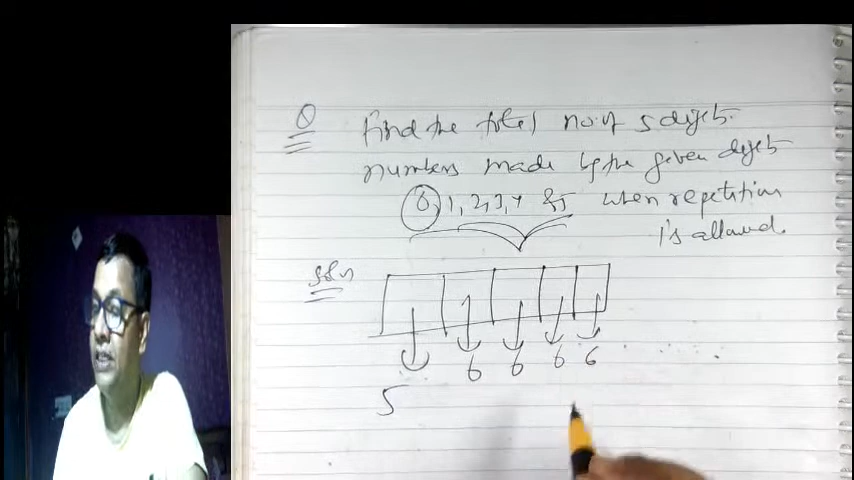 Q
Find the total no. of 5 digits
numbers made by the given digits
0, 1, 2, 3, 4 & 5 when repetition
is allowed.
Soln
6 6 6 6
5